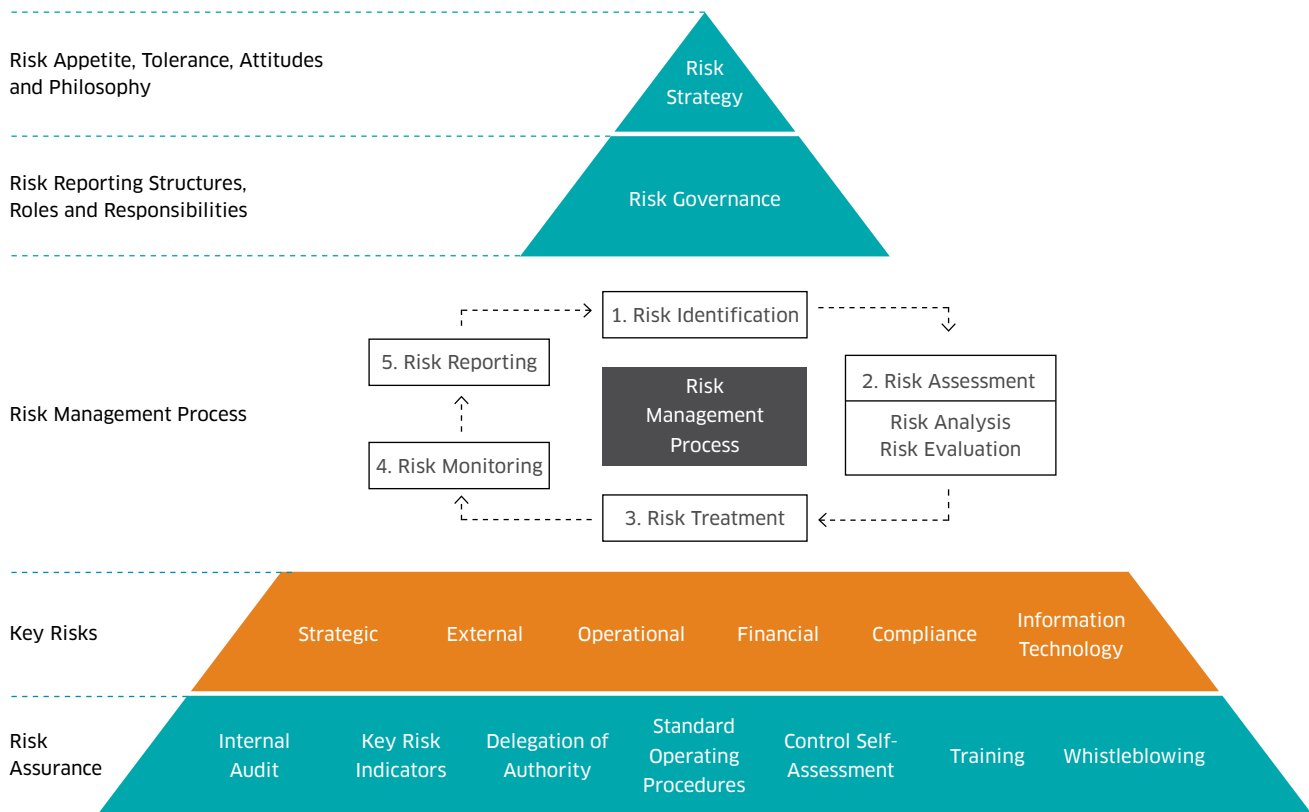 Risk Appetite, Tolerance, Attitudes
and Philosophy
Risk
Strategy
Risk Reporting Structures,
Roles and Responsibilities
Risk Governance
Risk Management Process
1. Risk Identification
5. Risk Reporting
2. Risk Assessment
Risk Analysis
Risk Evaluation
Risk
Management
Process
4. Risk Monitoring
3. Risk Treatment
Key Risks
Strategic
External
Operational
Financial
Compliance
Information
Technology
Risk
Assurance
Internal
Audit
Key Risk
Indicators
Delegation of
Authority
Standard
Operating
Procedures
Control Self-
Assessment
Training
Whistleblowing